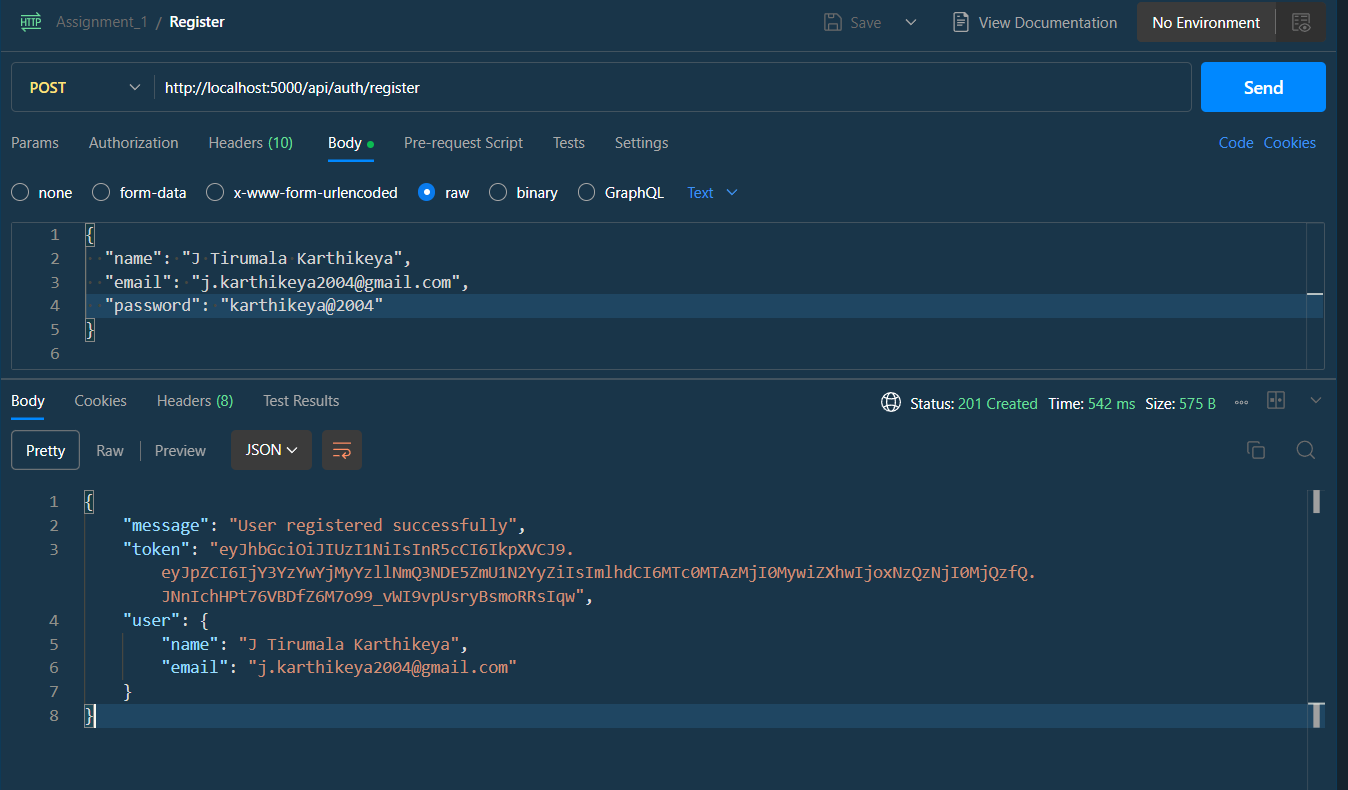 HTTP Assignment_1 / Register Save View Documentation No Environment
POST http://localhost:5000/api/auth/register Send
Params Authorization Headers (10) Body Pre-request Script Tests Settings Code Cookies
none form-data x-www-form-urlencoded raw binary GraphQL Text
1 {
2 "name": "J Tirumala Karthikeya",
3 "email": "j.karthikeya2004@gmail.com",
4 "password": "karthikeya@2004"
5 }
6
Body Cookies Headers (8) Test Results Status: 201 Created Time: 542 ms Size: 575 B
Pretty Raw Preview JSON
1 {
2 "message": "User registered successfully",
3 "token": "eyJhbGciOiJIUzI1NiIsInR5cCI6IkpXVCJ9.
eyJpZCI6IjY3YzYwYjMyYzllNmQ3NDE5ZmU1N2YyZiIsImlhdCI6MTc0MTAzMjI0MywiZXhwIjoxNzQzNjI0MjQzfQ.
JNnIchHPt76VBDfZ6M7o99_vWI9vpUsryBsmoRRsIqw",
4 "user": {
5 "name": "J Tirumala Karthikeya",
6 "email": "j.karthikeya2004@gmail.com"
7 }
8 }